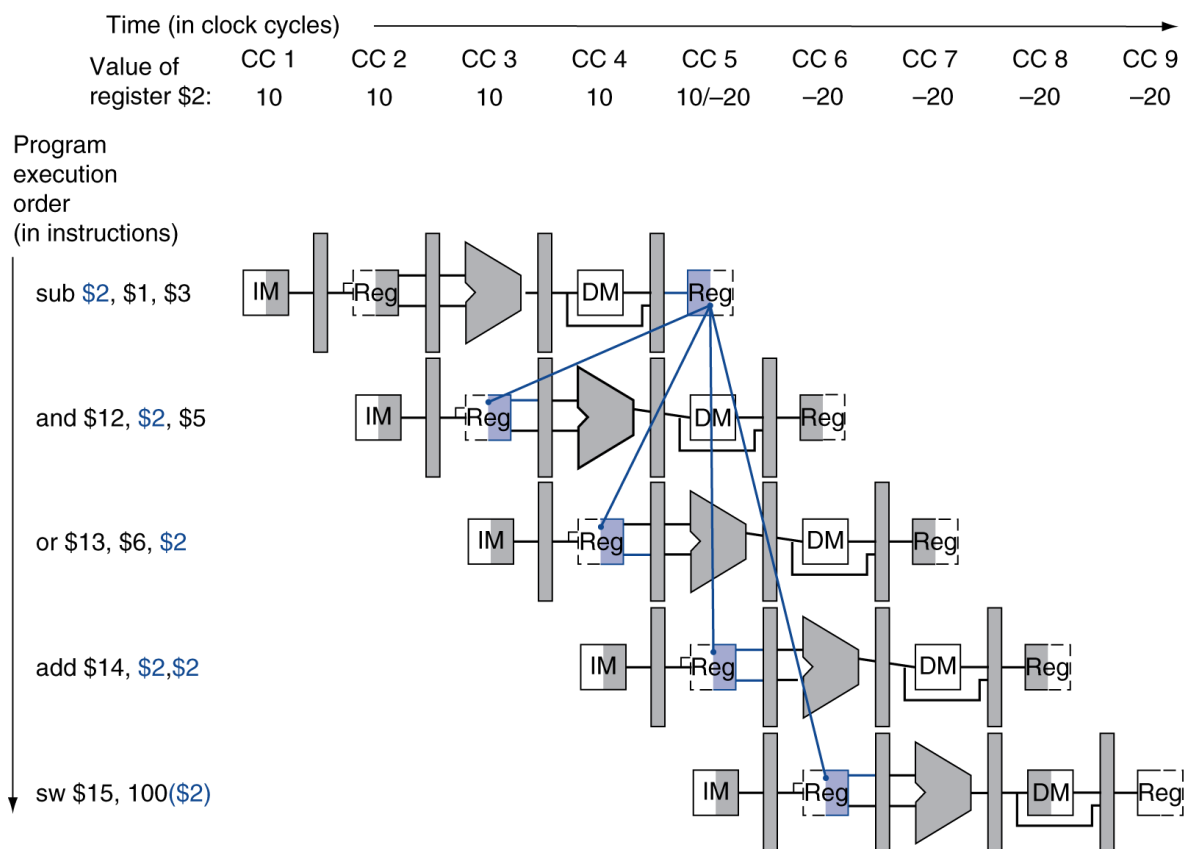 Time (in clock cycles)
Value of register $2:
CC 1 CC 2 CC 3 CC 4 CC 5 CC 6 CC 7 CC 8 CC 9
10 10 10 10 10/–20 –20 –20 –20 –20
Program
execution
order
(in instructions)
sub $2, $1, $3
IM Reg DM Reg
and $12, $2, $5
IM Reg DM Reg
or $13, $6, $2
IM Reg DM Reg
add $14, $2,$2
IM Reg DM Reg
sw $15, 100($2)
IM Reg DM Reg